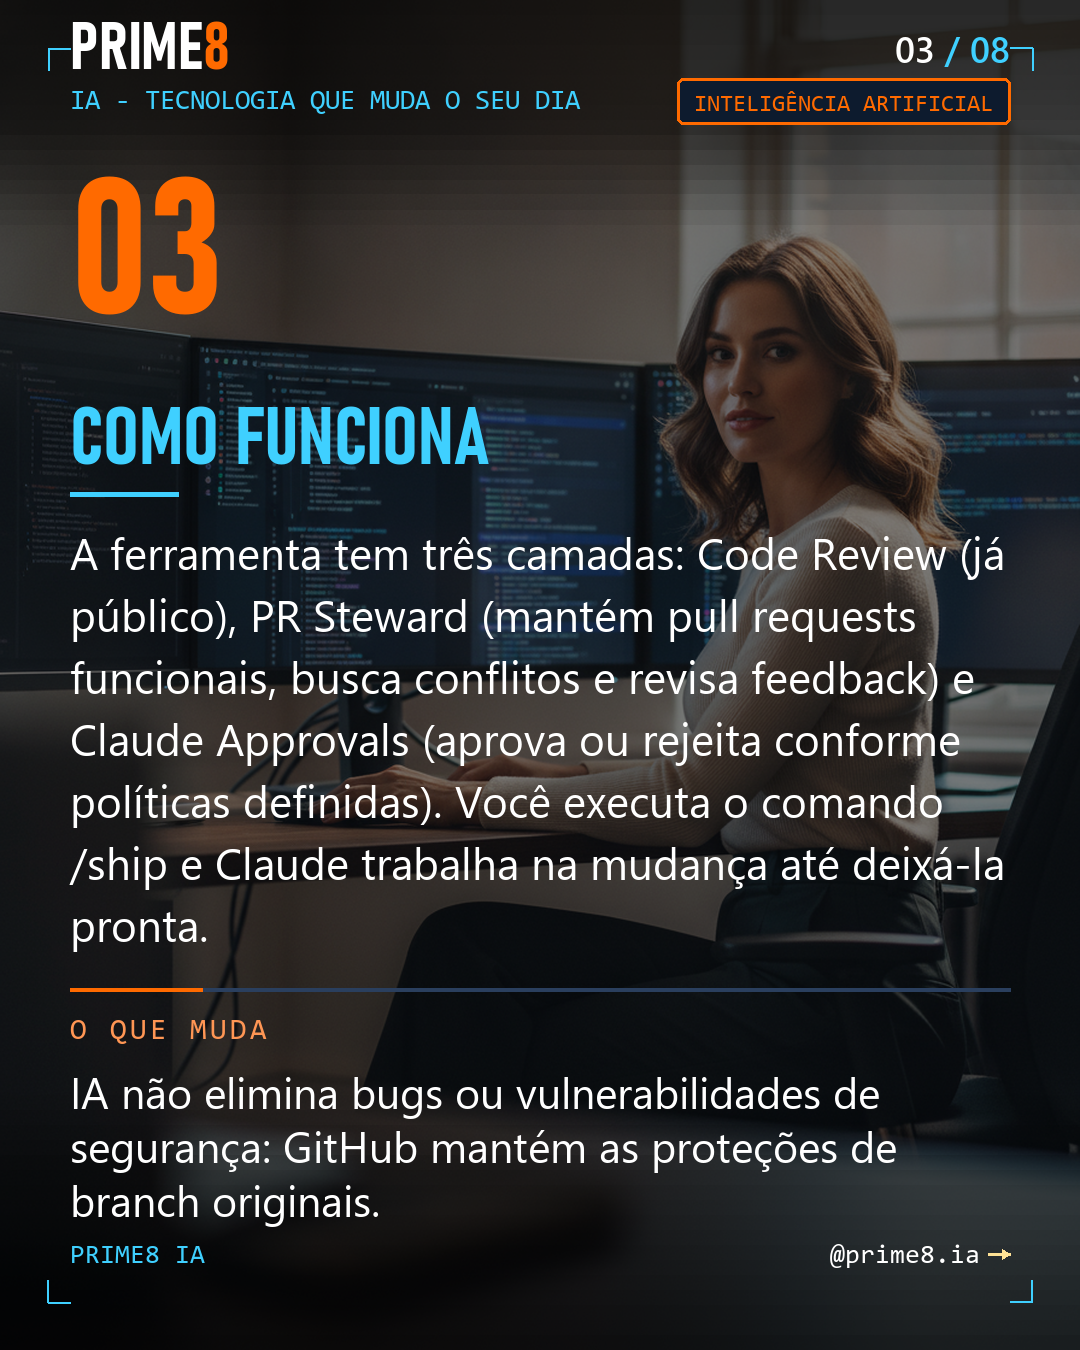 PRIME8
03 / 08
IA - TECNOLOGIA QUE MUDA O SEU DIA
INTELIGÊNCIA ARTIFICIAL
03
COMO FUNCIONA
A ferramenta tem três camadas: Code Review (já
público), PR Steward (mantém pull requests
funcionais, busca conflitos e revisa feedback) e
Claude Approvals (aprova ou rejeita conforme
políticas definidas). Você executa o comando
/ship e Claude trabalha na mudança até deixá-la
pronta.
O QUE MUDA
IA não elimina bugs ou vulnerabilidades de
segurança: GitHub mantém as proteções de
branch originais.
PRIME8 IA
@prime8.ia